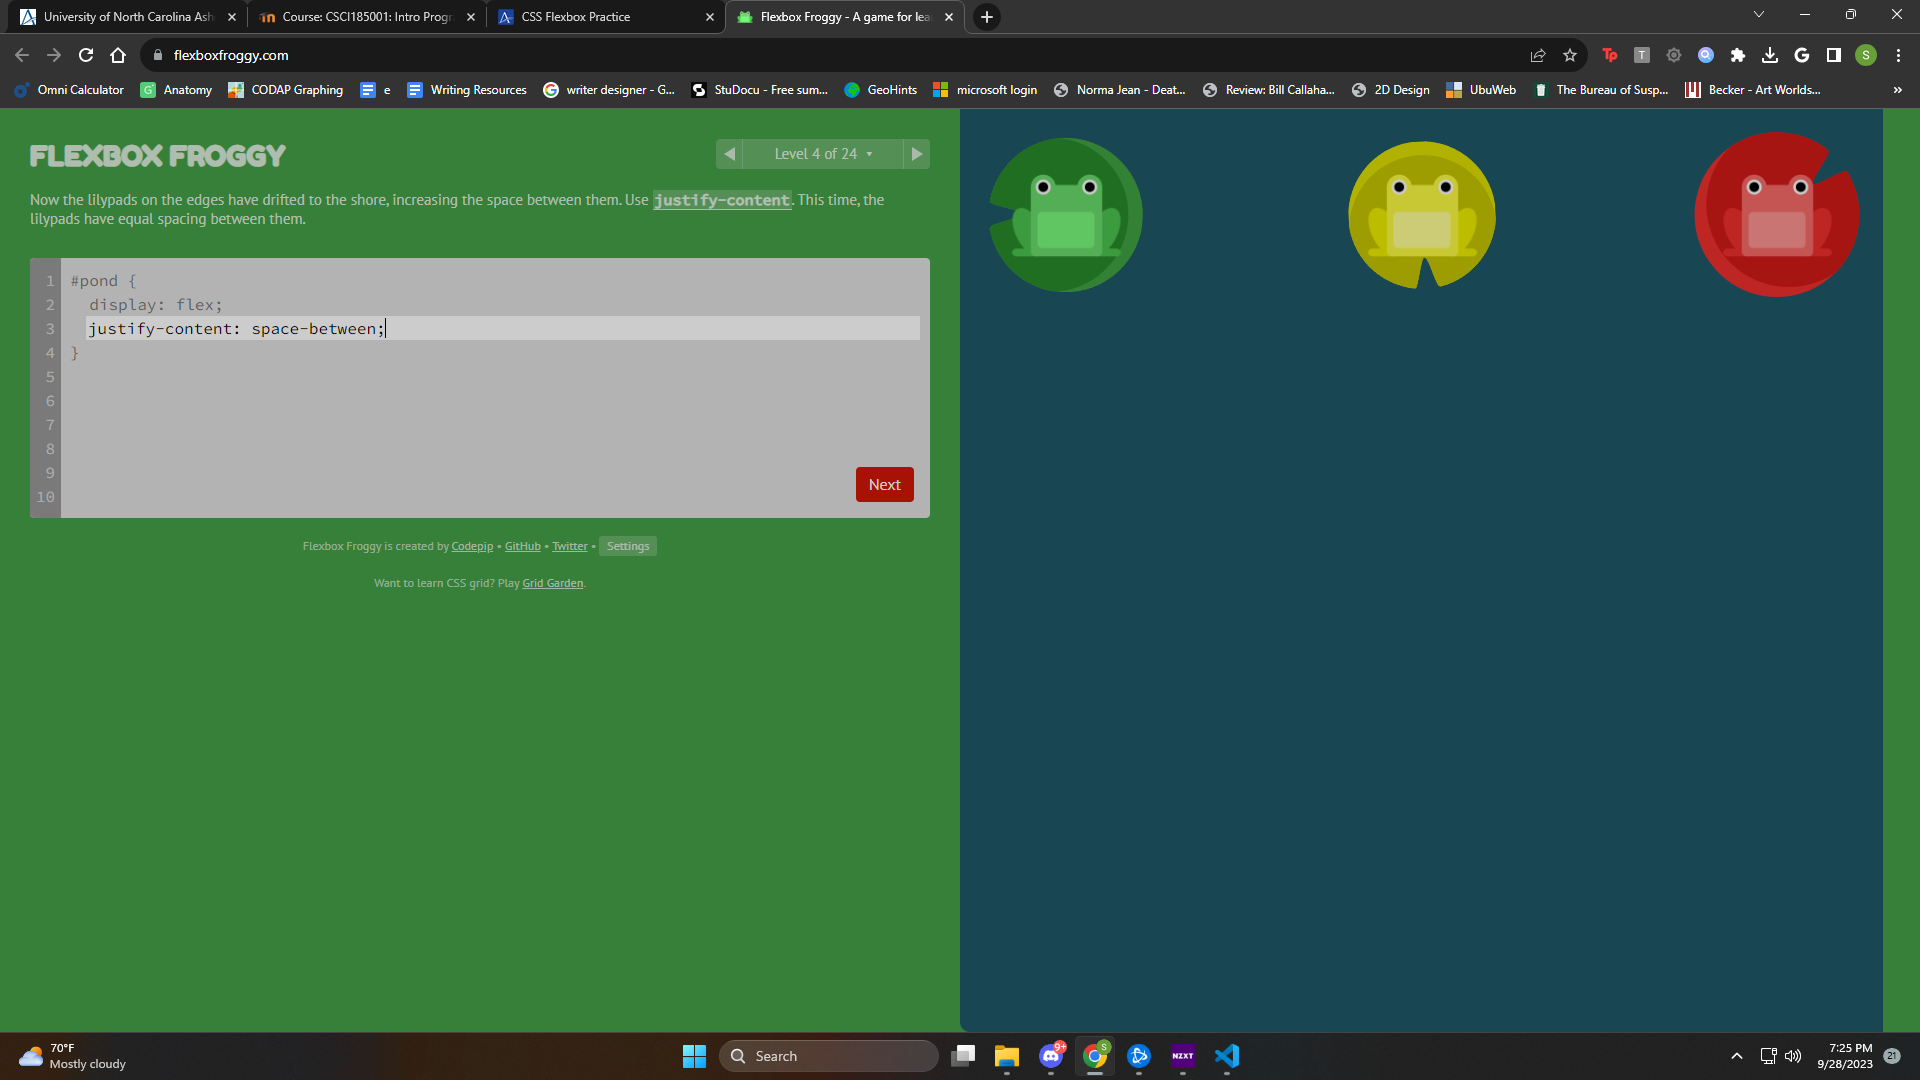 University of North Carolina Ash
Course: CSCI185001: Intro Progr
CSS Flexbox Practice
Flexbox Froggy - A game for lea
flexboxfroggy.com
Tp
T
S
Omni Calculator
Anatomy
CODAP Graphing
e
Writing Resources
writer designer - G...
StuDocu - Free sum...
GeoHints
microsoft login
Norma Jean - Deat...
Review: Bill Callaha...
2D Design
UbuWeb
The Bureau of Susp...
Becker - Art Worlds...
»
FLEXBOX FROGGY
Level 4 of 24
Now the lilypads on the edges have drifted to the shore, increasing the space between them. Use justify-content. This time, the
lilypads have equal spacing between them.
1 #pond {
2 display: flex;
3 justify-content: space-between;
4 }
5
6
7
8
9
10
Next
Flexbox Froggy is created by Codepip • GitHub • Twitter • Settings
Want to learn CSS grid? Play Grid Garden.
70°F
Mostly cloudy
Search
9+
S
NZXT
7:25 PM
9/28/2023
21